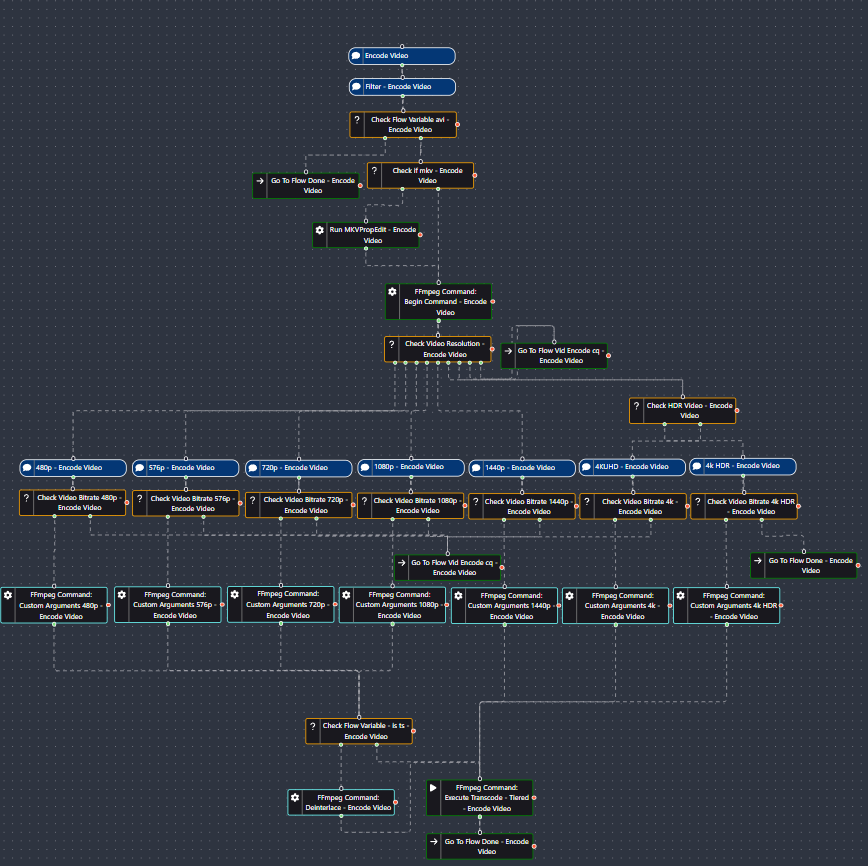 Encode Video
Filter - Encode Video
Check Flow Variable avi -
Encode Video
Check if mkv - Encode
Video
Go To Flow Done - Encode
Video
Run MKVPropEdit - Encode
Video
FFmpeg Command:
Begin Command - Encode
Video
Check Video Resolution -
Encode Video
Go To Flow Vid Encode cq -
Encode Video
Check HDR Video - Encode
Video
480p - Encode Video
576p - Encode Video
720p - Encode Video
1080p - Encode Video
1440p - Encode Video
4KUHD - Encode Video
4k HDR - Encode Video
Check Video Bitrate 480p -
Encode Video
Check Video Bitrate 576p -
Encode Video
Check Video Bitrate 720p -
Encode Video
Check Video Bitrate 1080p -
Encode Video
Check Video Bitrate 1440p -
Encode Video
Check Video Bitrate 4k -
Encode Video
Check Video Bitrate 4k HDR
- Encode Video
Go To Flow Vid Encode cq -
Encode Video
Go To Flow Done - Encode
Video
FFmpeg Command:
Custom Arguments 480p -
Encode Video
FFmpeg Command:
Custom Arguments 576p -
Encode Video
FFmpeg Command:
Custom Arguments 720p -
Encode Video
FFmpeg Command:
Custom Arguments 1080p -
Encode Video
FFmpeg Command:
Custom Arguments 1440p -
Encode Video
FFmpeg Command:
Custom Arguments 4k -
Encode Video
FFmpeg Command:
Custom Arguments 4k HDR
- Encode Video
Check Flow Variable - is ts -
Encode Video
FFmpeg Command:
Deinterlace - Encode Video
FFmpeg Command:
Execute Transcode - Tiered
- Encode Video
Go To Flow Done - Encode
Video